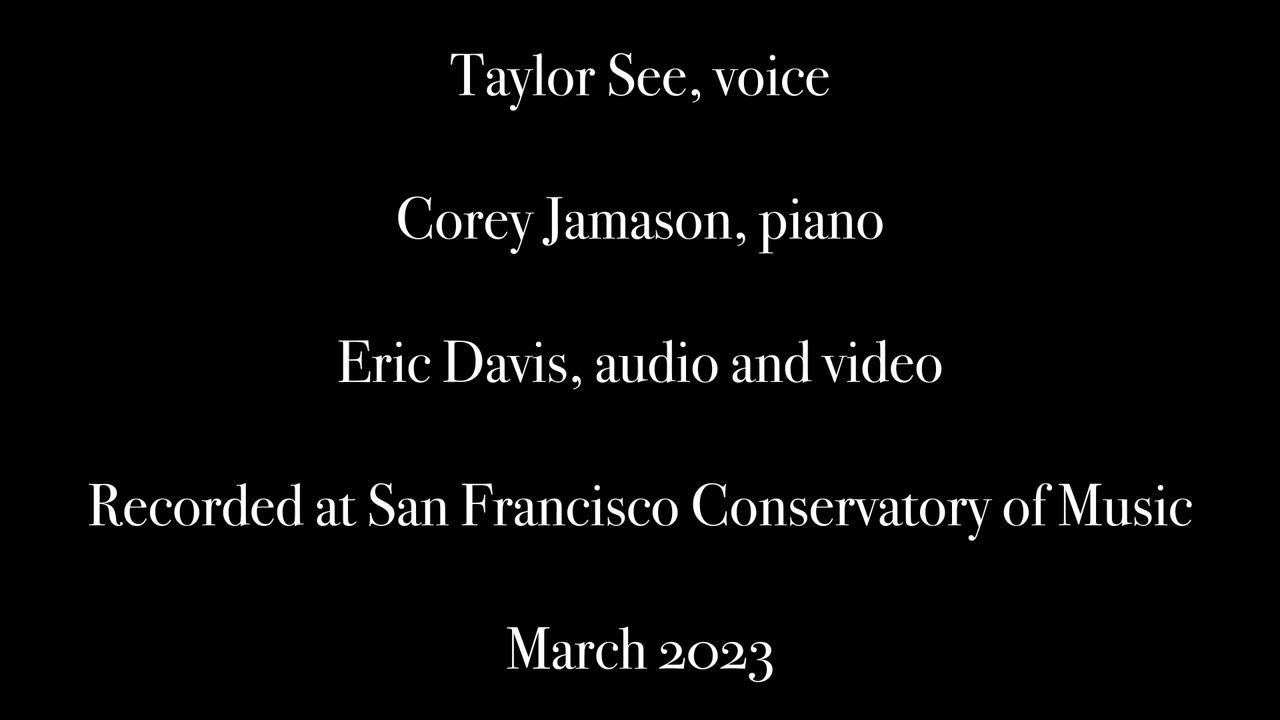 Taylor See, voice
Corey Jamason, piano
Eric Davis, audio and video
Recorded at San Francisco Conservatory of Music
March 2023